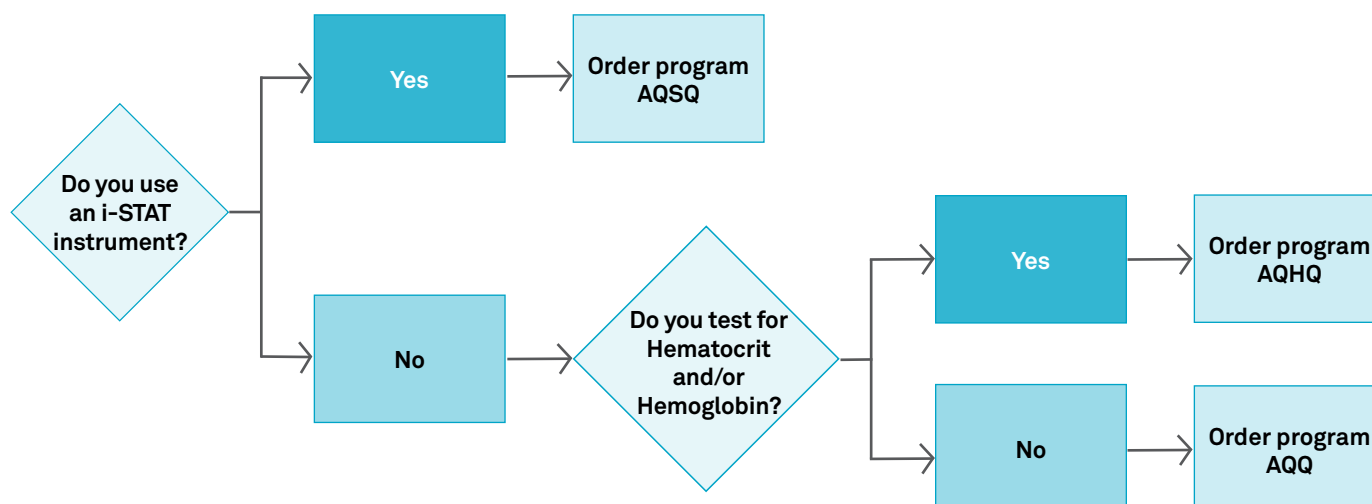 Do you use
an i-STAT
instrument?
Yes
Order program
AQSQ
No
Do you test for
Hematocrit
and/or
Hemoglobin?
Yes
Order program
AQHQ
No
Order program
AQQ